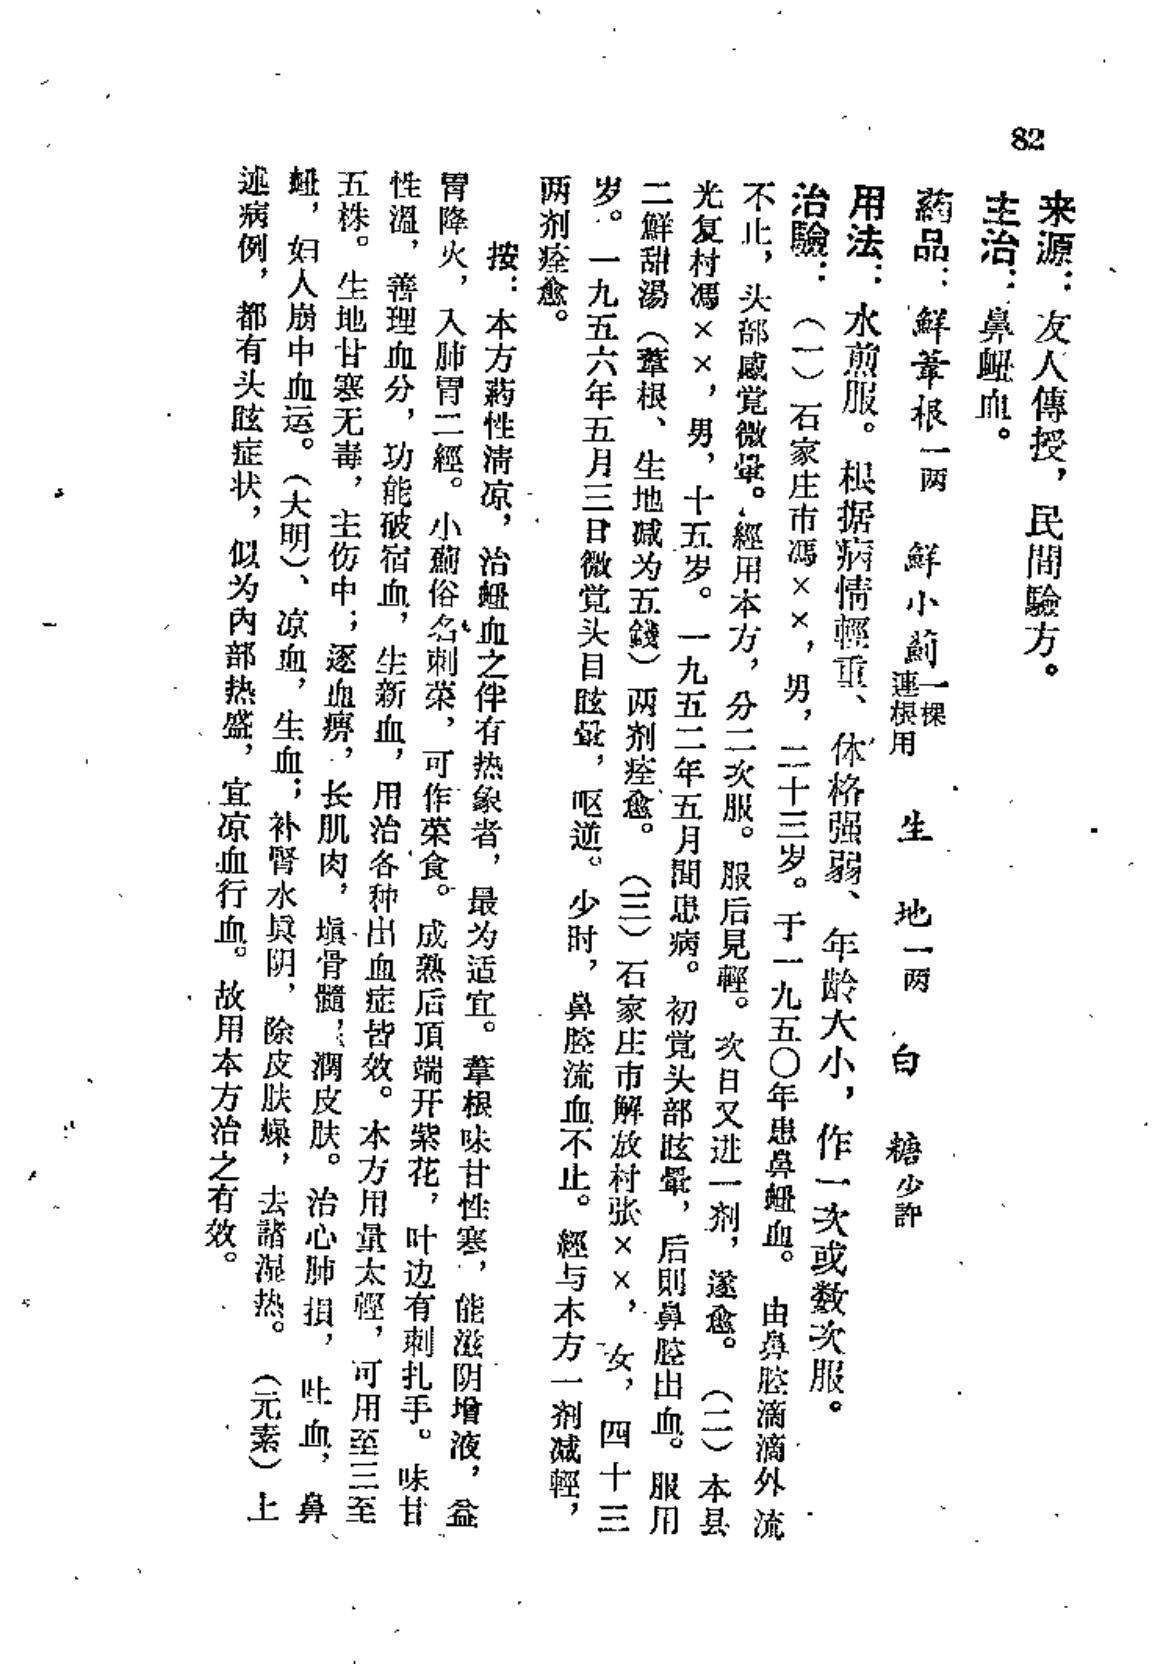 82
来源：友人傳授，民間驗方。
主治：鼻衄血。
葯品：鮮葦根一两 鮮小薊一棵連根用 生地一两 白糖少許
用法：水煎服。根据病情輕重、体格强弱、年龄大小，作一次或数次服。
治驗：（一）石家庄市馮××，男，二十三岁。于一九五〇年患鼻衄血。由鼻腔滴滴外流
不止，头部感觉微晕。經用本方，分二次服。服后見輕。次日又进一剂，遂愈。（二）本县
光复村馮××，男，十五岁。一九五二年五月間患病。初觉头部眩晕，后則鼻腔出血。服用
二鮮甜湯（葦根、生地减为五錢）两剂痊愈。（三）石家庄市解放村张××，女，四十三
岁。一九五六年五月三日微觉头目眩晕，呕逆。少时，鼻腔流血不止。經与本方一剂减輕，
两剂痊愈。
按：本方葯性清凉，治衄血之伴有热象者，最为适宜。葦根味甘性寒，能滋阴增液，益
胃降火，入肺胃二經。小薊俗名刺菜，可作菜食。成熟后頂端开紫花，叶边有刺扎手。味甘
性溫，善理血分，功能破宿血，生新血，用治各种出血症皆效。本方用量太輕，可用至三至
五株。生地甘寒无毒，主伤中；逐血痹，长肌肉，塡骨髓，潤皮肤。治心肺損，吐血，鼻
衄，妇人崩中血运。（大明）、凉血，生血；补腎水眞阴，除皮肤燥，去諸湿热。（元素）上
述病例，都有头眩症状，似为內部热盛，宜凉血行血。故用本方治之有效。